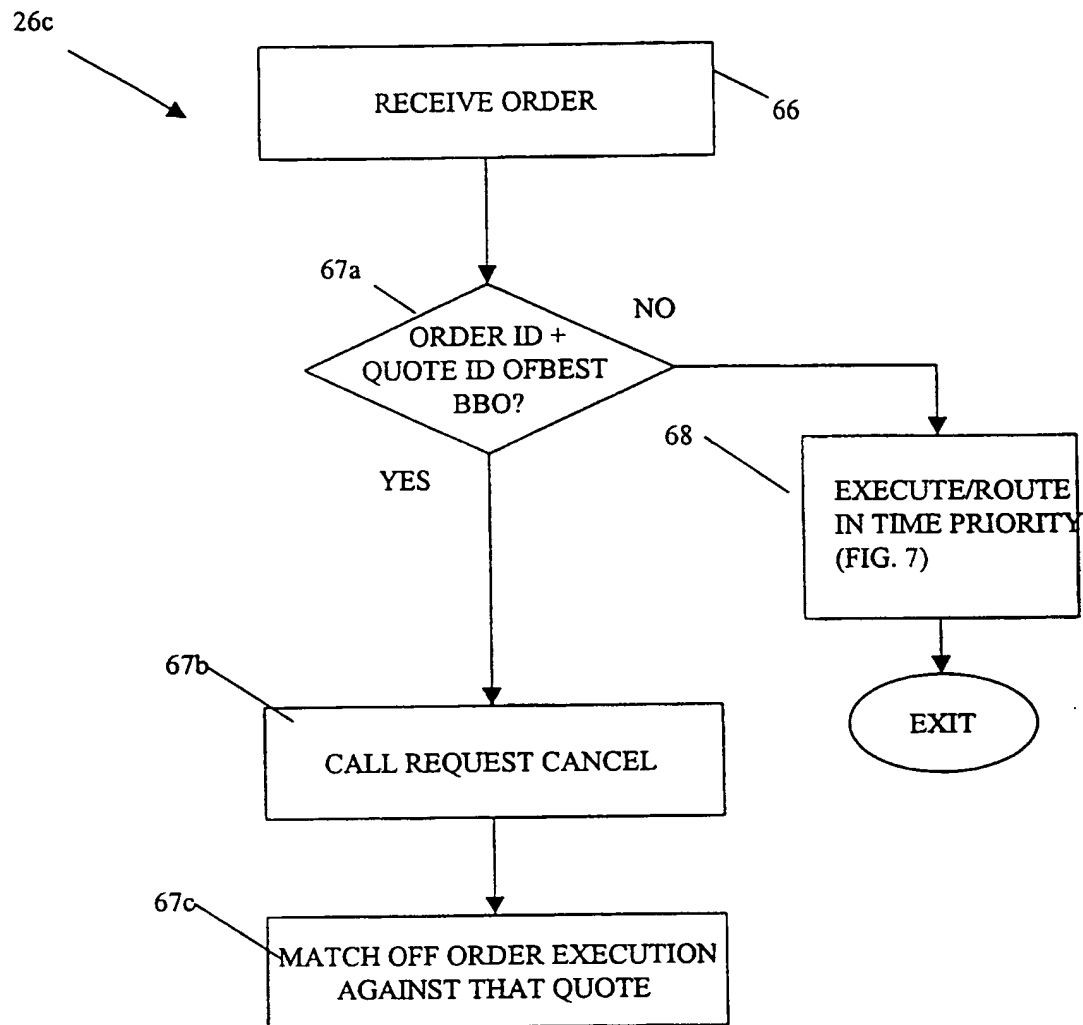 26c
RECEIVE ORDER
66
67a
NO
ORDER ID +
QUOTE ID OFBEST
BBO?
YES
68
EXECUTE/ROUTE
IN TIME PRIORITY
(FIG. 7)
EXIT
67b
CALL REQUEST CANCEL
67c
MATCH OFF ORDER EXECUTION
AGAINST THAT QUOTE